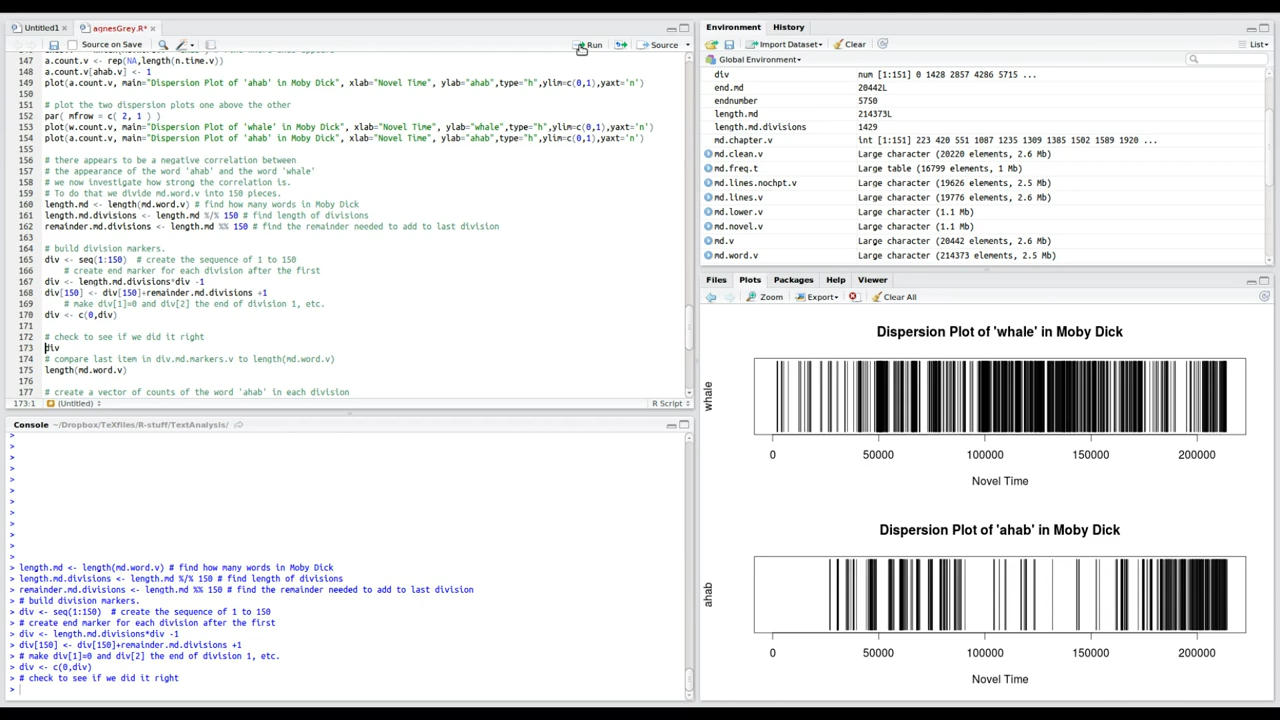 Untitled1
agnesGrey.R*
Source on Save
Run
Source
147 a.count.v <- rep(NA,length(n.time.v))
148 a.count.v[ahab.v] <- 1
149 plot(a.count.v, main="Dispersion Plot of 'ahab' in Moby Dick", xlab="Novel Time", ylab="ahab",type="h",ylim=c(0,1),yaxt='n')
150
151 # plot the two dispersion plots one above the other
152 par( mfrow = c( 2, 1 ) )
153 plot(w.count.v, main="Dispersion Plot of 'whale' in Moby Dick", xlab="Novel Time", ylab="whale",type="h",ylim=c(0,1),yaxt='n')
154 plot(a.count.v, main="Dispersion Plot of 'ahab' in Moby Dick", xlab="Novel Time", ylab="ahab",type="h",ylim=c(0,1),yaxt='n')
155
156 # there appears to be a negative correlation between
157 # the appearance of the word 'ahab' and the word 'whale'
158 # we now investigate how strong the correlation is.
159 # To do that we divide md.word.v into 150 pieces.
160 length.md <- length(md.word.v) # find how many words in Moby Dick
161 length.md.divisions <- length.md %/% 150 # find length of divisions
162 remainder.md.divisions <- length.md %% 150 # find the remainder needed to add to last division
163
164 # build division markers.
165 div <- seq(1:150)  # create the sequence of 1 to 150
166 # create end marker for each division after the first
167 div <- length.md.divisions*div -1
168 div[150] <- div[150]+remainder.md.divisions +1
169 # make div[1]=0 and div[2] the end of division 1, etc.
170 div <- c(0,div)
171
172 # check to see if we did it right
173 div
174 # compare last item in div.md.markers.v to length(md.word.v)
175 length(md.word.v)
176
177 # create a vector of counts of the word 'ahab' in each division
173:1 (Untitled) R Script
Console ~/Dropbox/TeXfiles/R-stuff/TextAnalysis/
>
>
>
>
>
>
>
>
>
>
>
>
> length.md <- length(md.word.v) # find how many words in Moby Dick
> length.md.divisions <- length.md %/% 150 # find length of divisions
> remainder.md.divisions <- length.md %% 150 # find the remainder needed to add to last division
> # build division markers.
> div <- seq(1:150)  # create the sequence of 1 to 150
> # create end marker for each division after the first
> div <- length.md.divisions*div -1
> div[150] <- div[150]+remainder.md.divisions +1
> # make div[1]=0 and div[2] the end of division 1, etc.
> div <- c(0,div)
> # check to see if we did it right
>
Environment History
Import Dataset Clear List
Global Environment
div num [1:151] 0 1428 2857 4286 5715 ...
end.md 20442L
endnumber 5750
length.md 214373L
length.md.divisions 1429
md.chapter.v int [1:151] 223 420 551 1087 1235 1309 1385 1502 1589 1920 ...
md.clean.v Large character (20220 elements, 2.6 Mb)
md.freq.t Large table (16799 elements, 1 Mb)
md.lines.nochpt.v Large character (19626 elements, 2.5 Mb)
md.lines.v Large character (19776 elements, 2.6 Mb)
md.lower.v Large character (1.1 Mb)
md.novel.v Large character (1.1 Mb)
md.v Large character (20442 elements, 2.6 Mb)
md.word.v Large character (214373 elements, 2.5 Mb)
Files Plots Packages Help Viewer
Zoom Export Clear All
Dispersion Plot of 'whale' in Moby Dick
whale
0 50000 100000 150000 200000
Novel Time
Dispersion Plot of 'ahab' in Moby Dick
ahab
0 50000 100000 150000 200000
Novel Time